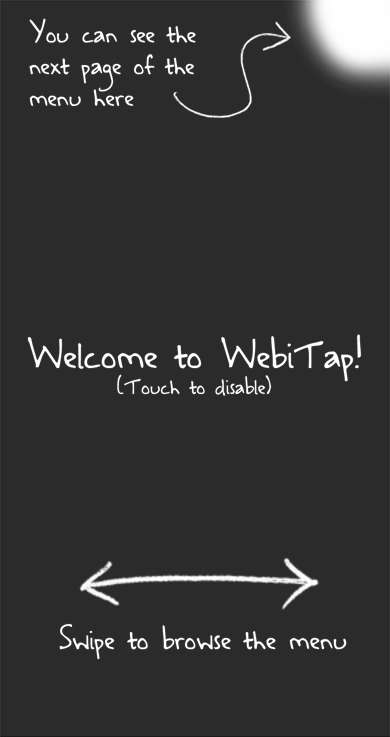 You can see the
next page of the
menu here
Welcome to WebiTap!
(Touch to disable)
Swipe to browse the menu